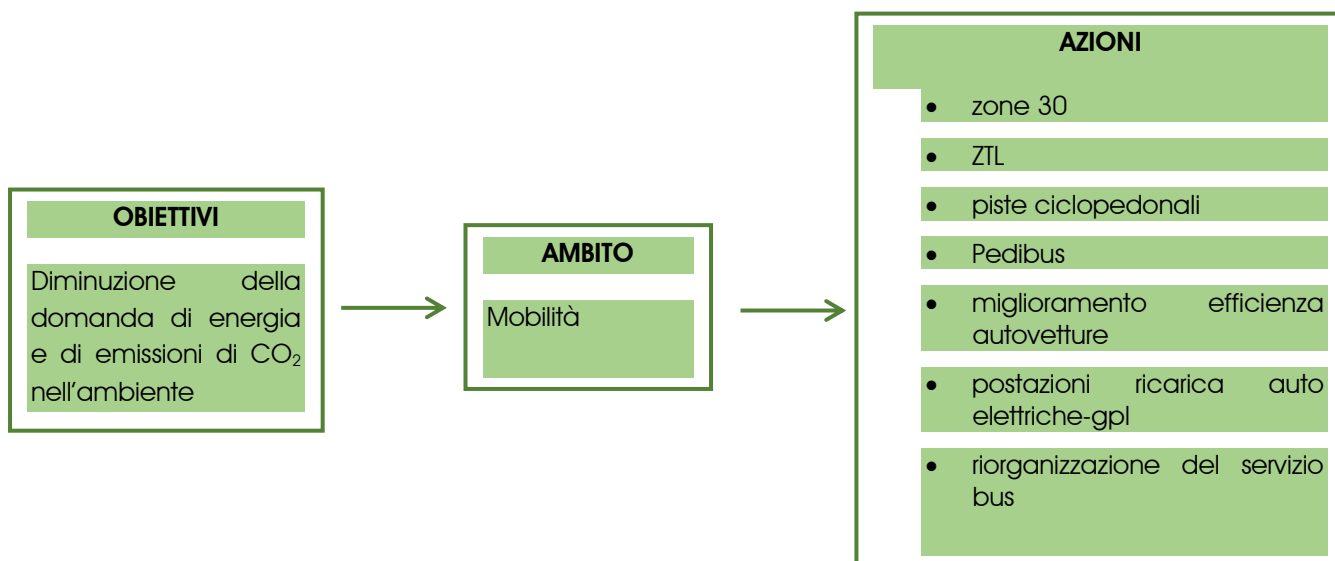 OBIETTIVI
Diminuzione della
domanda di energia
e di emissioni di CO₂
nell'ambiente
AMBITO
Mobilità
AZIONI
• zone 30
• ZTL
• piste ciclopedonali
• Pedibus
• miglioramento efficienza
autovetture
• postazioni ricarica auto
elettriche-gpl
• riorganizzazione del servizio
bus